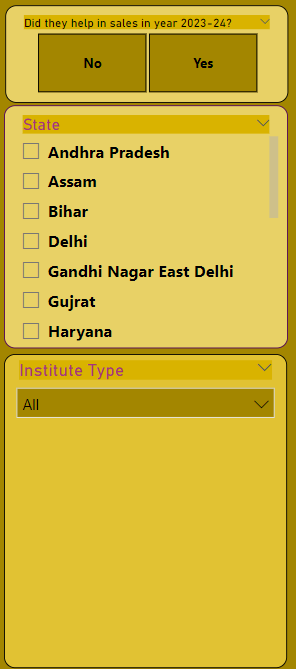 Did they help in sales in year 2023-24?
No Yes
State
Andhra Pradesh
Assam
Bihar
Delhi
Gandhi Nagar East Delhi
Gujrat
Haryana
Institute Type
All